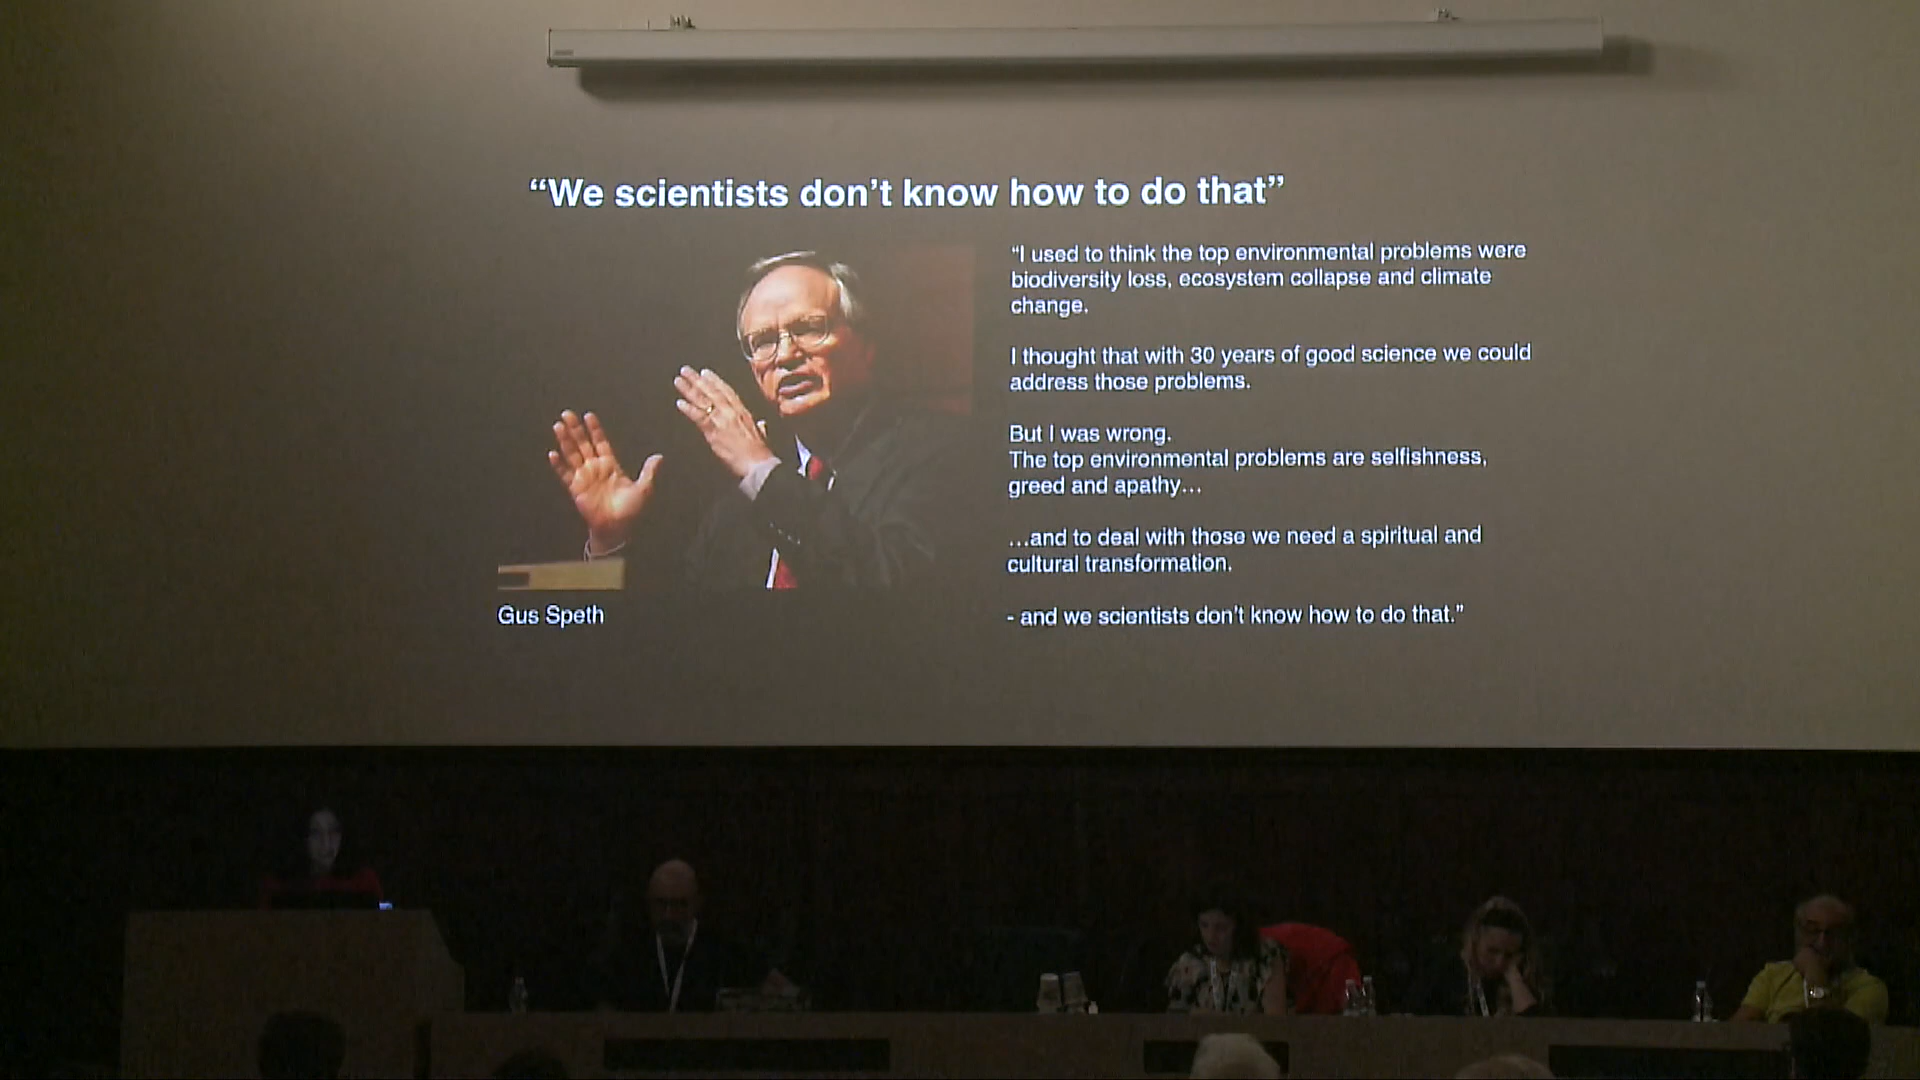 “We scientists don’t know how to do that”
“I used to think the top environmental problems were
biodiversity loss, ecosystem collapse and climate
change.
I thought that with 30 years of good science we could
address those problems.
But I was wrong.
The top environmental problems are selfishness,
greed and apathy…
…and to deal with those we need a spiritual and
cultural transformation.
- and we scientists don’t know how to do that.”
Gus Speth